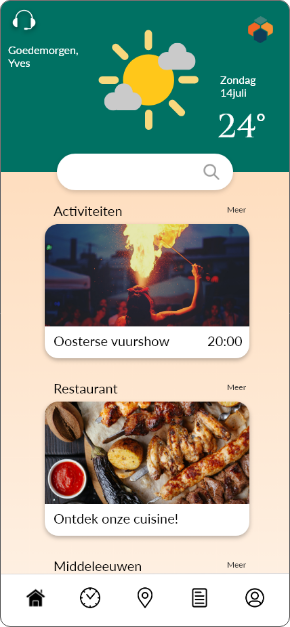 Goedemorgen,
Yves
Zondag
14juli
24°
Activiteiten Meer
Oosterse vuurshow 20:00
Restaurant Meer
Ontdek onze cuisine!
Middeleeuwen Meer